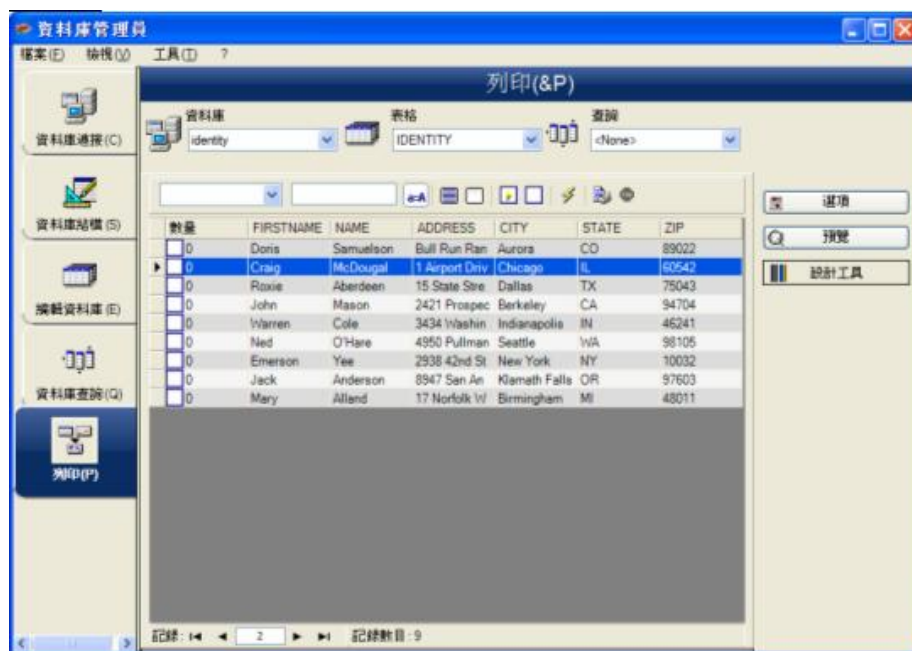 資料庫管理員
檔案(F) 檢視(V) 工具(T) ?
列印(&P)
資料庫連接(C)
資料庫結構(S)
編輯資料庫(E)
資料庫查詢(Q)
列印(P)
資料庫 表格 查詢
identity IDENTITY <None>
a=A
數量 FIRSTNAME NAME ADDRESS CITY STATE ZIP
0 Doris Samuelson Bull Run Ran Aurora CO 89022
0 Craig McDougal 1 Airport Driv Chicago IL 60542
0 Roxie Aberdeen 15 State Stre Dallas TX 75043
0 John Mason 2421 Prospec Berkeley CA 94704
0 Warren Cole 3434 Washin Indianapolis IN 46241
0 Ned O'Hare 4950 Pullman Seattle WA 98105
0 Emerson Yee 2938 42nd St New York NY 10032
0 Jack Anderson 8947 San An Klamath Falls OR 97603
0 Mary Alland 17 Norfolk W Birmingham MI 48011
選項
預覽
設計工具
記錄: 2 記錄數目:9